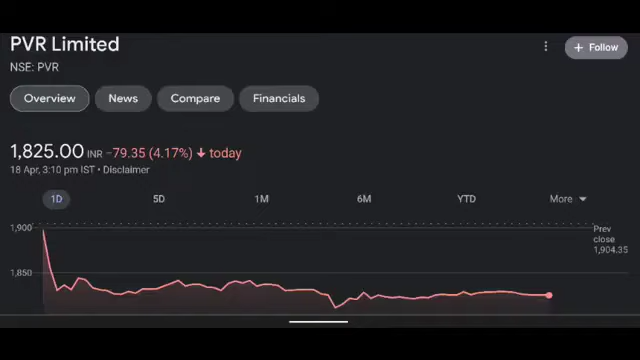 PVR Limited
+ Follow
NSE: PVR
Overview
News
Compare
Financials
1,825.00 INR −79.35 (4.17%) ↓ today
18 Apr, 3:10 pm IST • Disclaimer
1D
5D
1M
6M
YTD
More
1,900
Prev
close
1,904.35
1,850